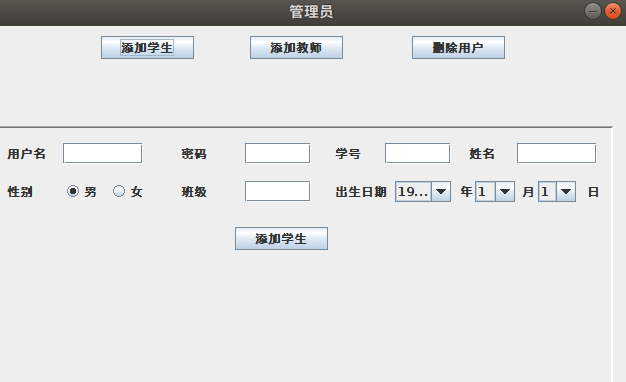 管理员
添加学生 添加教师 删除用户
用户名 密码 学号 姓名
性别 男 女 班级 出生日期 19... 年 1 月 1 日
添加学生